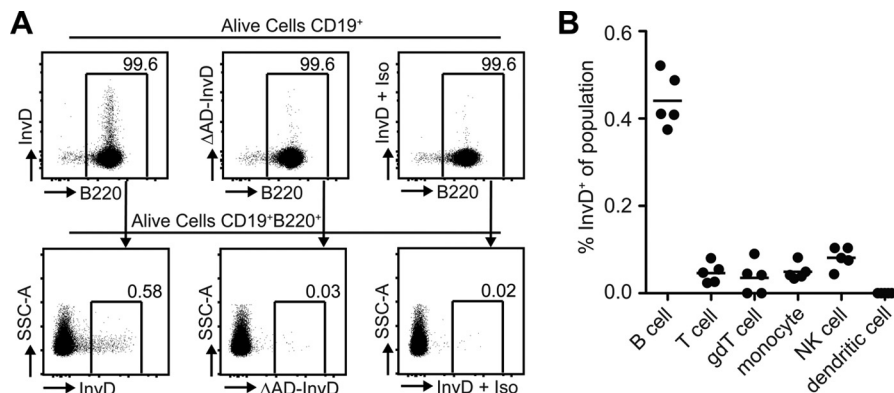 A
Alive Cells CD19+
99.6
InvD
B220
99.6
ΔAD-InvD
B220
99.6
InvD + Iso
B220
Alive Cells CD19+B220+
0.58
SSC-A
InvD
0.03
SSC-A
ΔAD-InvD
0.02
SSC-A
InvD + Iso
B
% InvD+ of population
0.6
0.4
0.2
0.0
B cell
T cell
gdT cell
monocyte
NK cell
dendritic cell